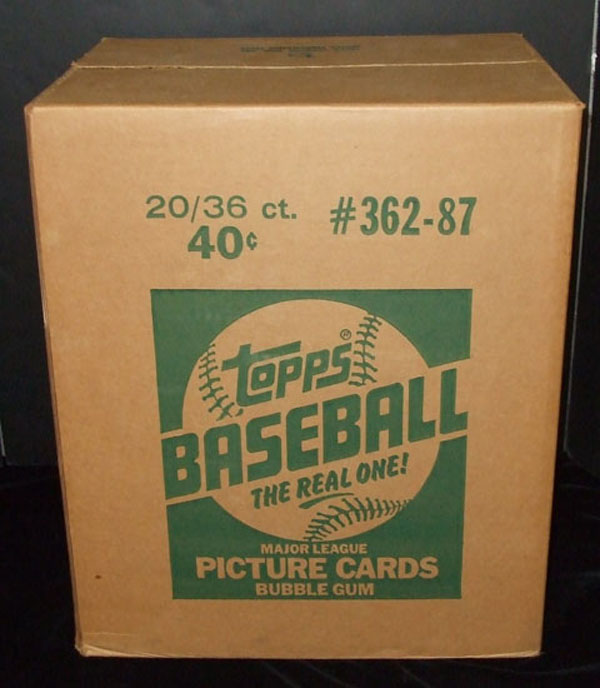 20/36 ct. #362-87
40¢
topps®
BASEBALL
THE REAL ONE!
MAJOR LEAGUE
PICTURE CARDS
BUBBLE GUM